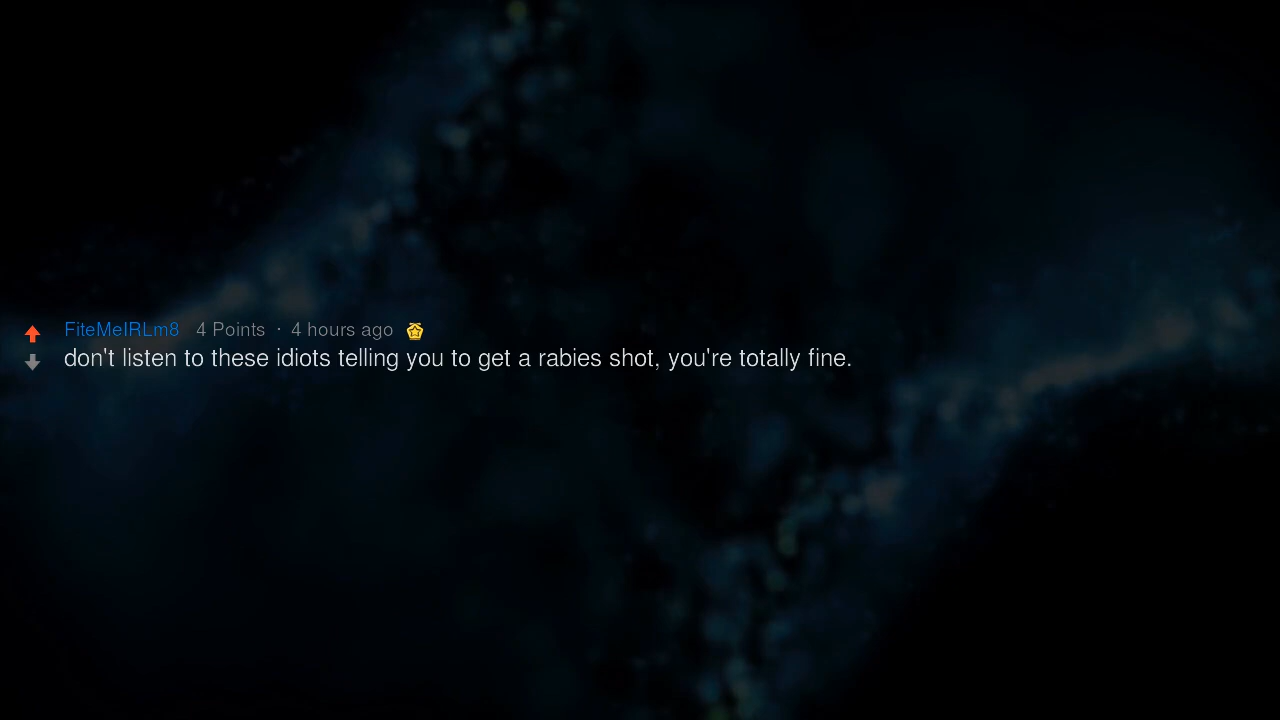 FiteMeIRLm8 4 Points · 4 hours ago
don't listen to these idiots telling you to get a rabies shot, you're totally fine.